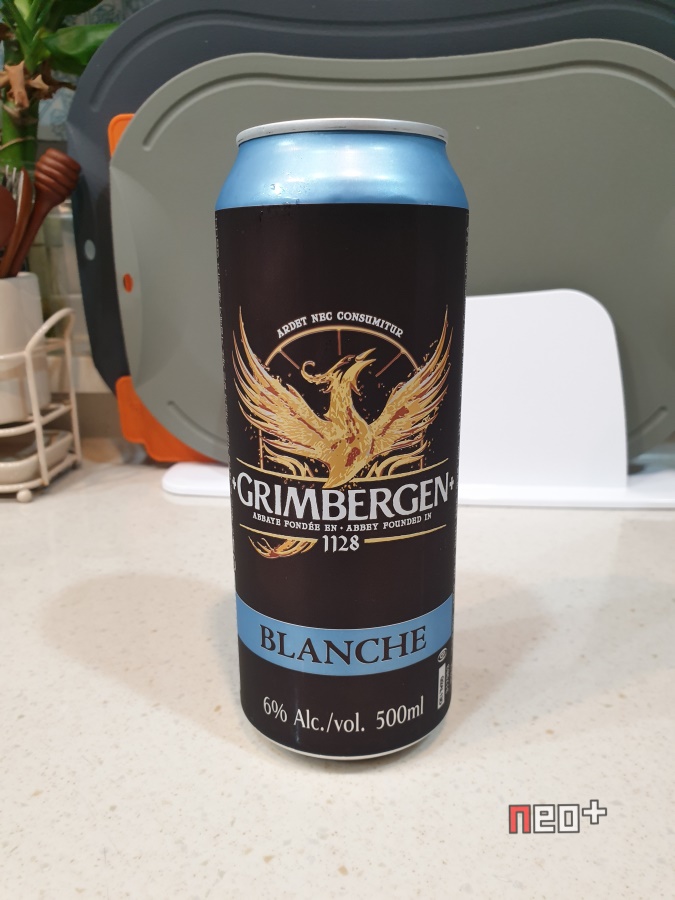 ARDET NEC CONSUMITUR
GRIMBERGEN
ABBAYE FONDÉE EN • ABBEY FOUNDED IN
1128
BLANCHE
6% Alc./vol. 500ml
neo+